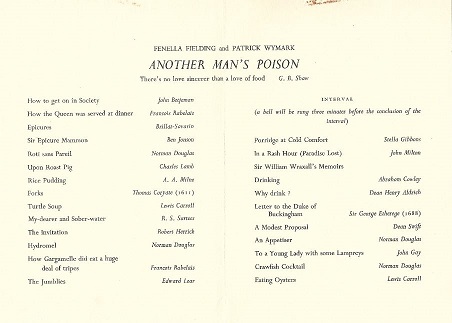 FENELLA FIELDING and PATRICK WYMARK
ANOTHER MAN'S POISON
There's no love sincerer than a love of food G. B. Shaw
How to get on in Society John Betjeman
How the Queen was served at dinner Francois Rabelais
Epicures Brillat-Savarin
Sir Epicure Mammon Ben Jonson
Roti sans Pareil Norman Douglas
Upon Roast Pig Charles Lamb
Rice Pudding A. A. Milne
Forks Thomas Coryate (1611)
Turtle Soup Lewis Carroll
My-dearer and Sober-water R. S. Surtees
The Invitation Robert Herrick
Hydromel Norman Douglas
How Gargamelle did eat a huge
deal of tripes Francois Rabelais
The Jumblies Edward Lear
INTERVAL
(a bell will be rung three minutes before the conclusion of the
interval)
Porridge at Cold Comfort Stella Gibbons
In a Rash Hour (Paradise Lost) John Milton
Sir William Wraxall's Memoirs
Drinking Abraham Cowley
Why drink ? Dean Henry Aldrich
Letter to the Duke of
Buckingham Sir George Etherege (1688)
A Modest Proposal Dean Swift
An Appetiser Norman Douglas
To a Young Lady with some Lampreys John Gay
Crawfish Cocktail Norman Douglas
Eating Oysters Lewis Carroll